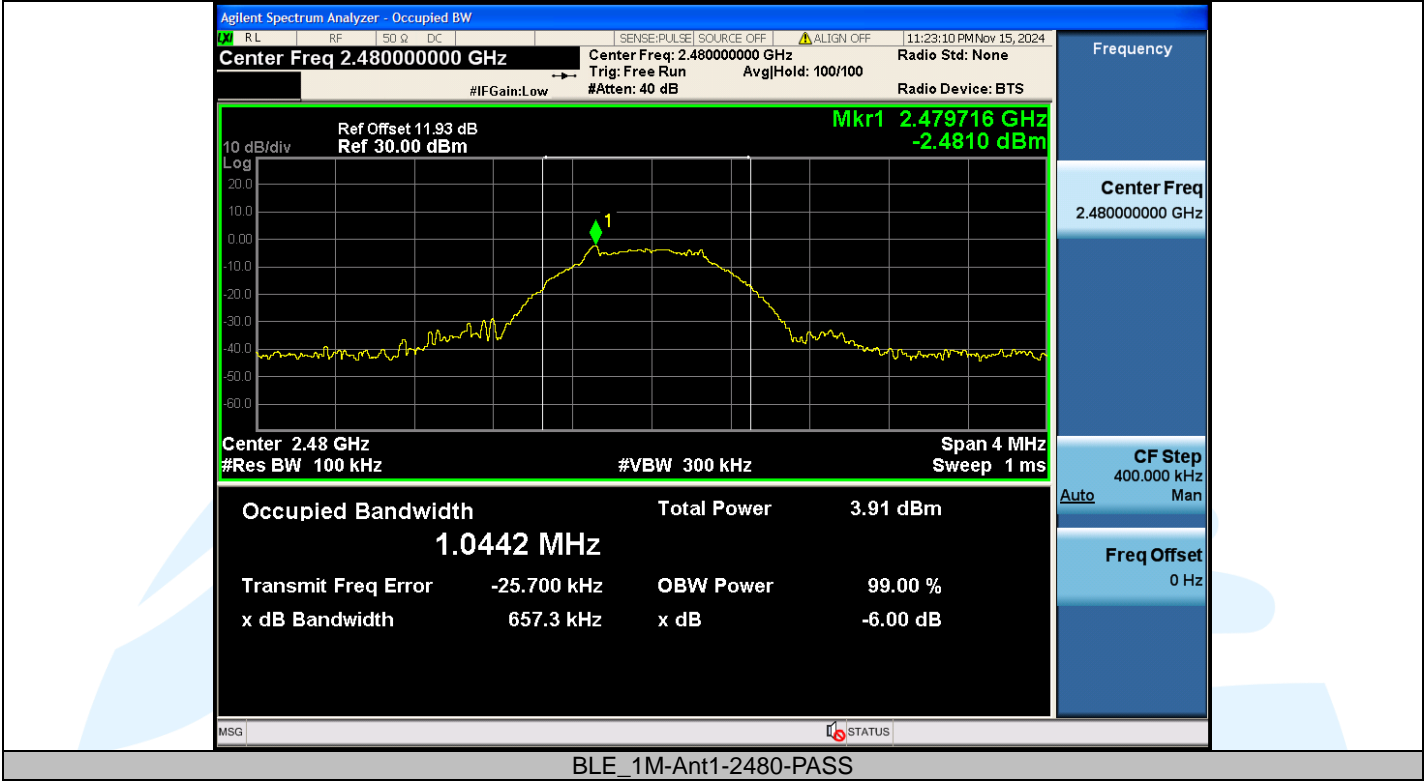 Agilent Spectrum Analyzer - Occupied BW
LXI RL RF 50 Ω DC SENSE:PULSE SOURCE OFF ALIGN OFF 11:23:10 PM Nov 15, 2024
Center Freq 2.480000000 GHz
Center Freq: 2.480000000 GHz Radio Std: None
Trig: Free Run Avg|Hold: 100/100
#IFGain:Low #Atten: 40 dB Radio Device: BTS
Mkr1 2.479716 GHz
-2.4810 dBm
Ref Offset 11.93 dB
10 dB/div Ref 30.00 dBm
Log
20.0
10.0
0.00
-10.0
-20.0
-30.0
-40.0
-50.0
-60.0
1
Center 2.48 GHz Span 4 MHz
#Res BW 100 kHz #VBW 300 kHz Sweep 1 ms
Occupied Bandwidth Total Power 3.91 dBm
1.0442 MHz
Transmit Freq Error -25.700 kHz OBW Power 99.00 %
x dB Bandwidth 657.3 kHz x dB -6.00 dB
MSG STATUS
Frequency
Center Freq
2.480000000 GHz
CF Step
400.000 kHz
Auto Man
Freq Offset
0 Hz
BLE_1M-Ant1-2480-PASS